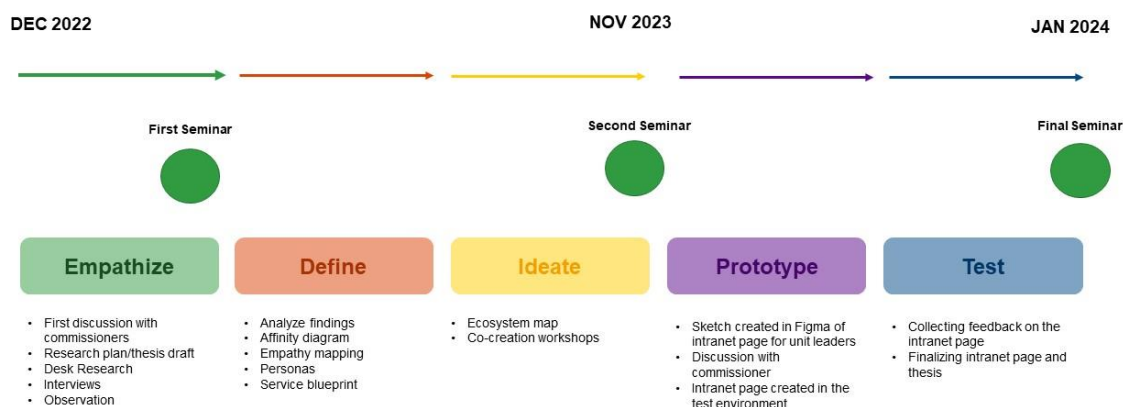 DEC 2022
NOV 2023
JAN 2024
First Seminar
Second Seminar
Final Seminar
Empathize
Define
Ideate
Prototype
Test
• First discussion with
commissioners
• Research plan/thesis draft
• Desk Research
• Interviews
• Observation
• Analyze findings
• Affinity diagram
• Empathy mapping
• Personas
• Service blueprint
• Ecosystem map
• Co-creation workshops
• Sketch created in Figma of
intranet page for unit leaders
• Discussion with
commissioner
• Intranet page created in the
test environment
• Collecting feedback on the
intranet page
• Finalizing intranet page and
thesis